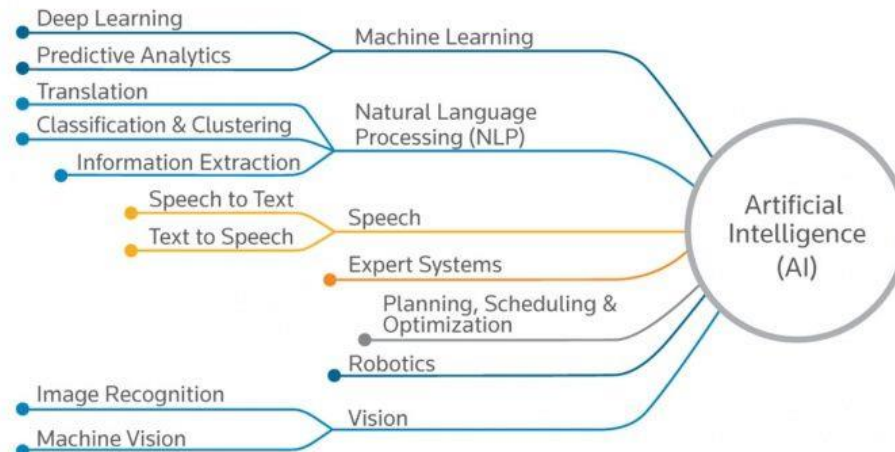 Deep Learning
Machine Learning
Predictive Analytics
Translation
Natural Language
Processing (NLP)
Classification & Clustering
Information Extraction
Speech to Text
Speech
Text to Speech
Artificial
Intelligence
(AI)
Expert Systems
Planning, Scheduling &
Optimization
Robotics
Image Recognition
Vision
Machine Vision